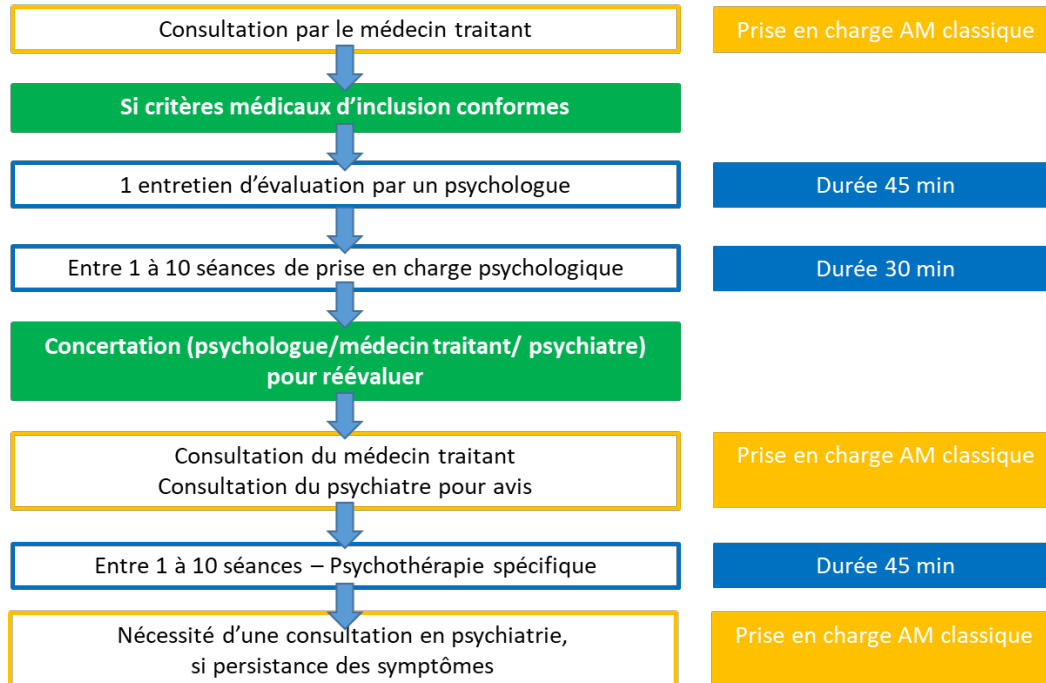 Consultation par le médecin traitant
Prise en charge AM classique
Si critères médicaux d’inclusion conformes
1 entretien d’évaluation par un psychologue
Durée 45 min
Entre 1 à 10 séances de prise en charge psychologique
Durée 30 min
Concertation (psychologue/médecin traitant/ psychiatre)
pour réévaluer
Consultation du médecin traitant
Consultation du psychiatre pour avis
Prise en charge AM classique
Entre 1 à 10 séances – Psychothérapie spécifique
Durée 45 min
Nécessité d’une consultation en psychiatrie,
si persistance des symptômes
Prise en charge AM classique